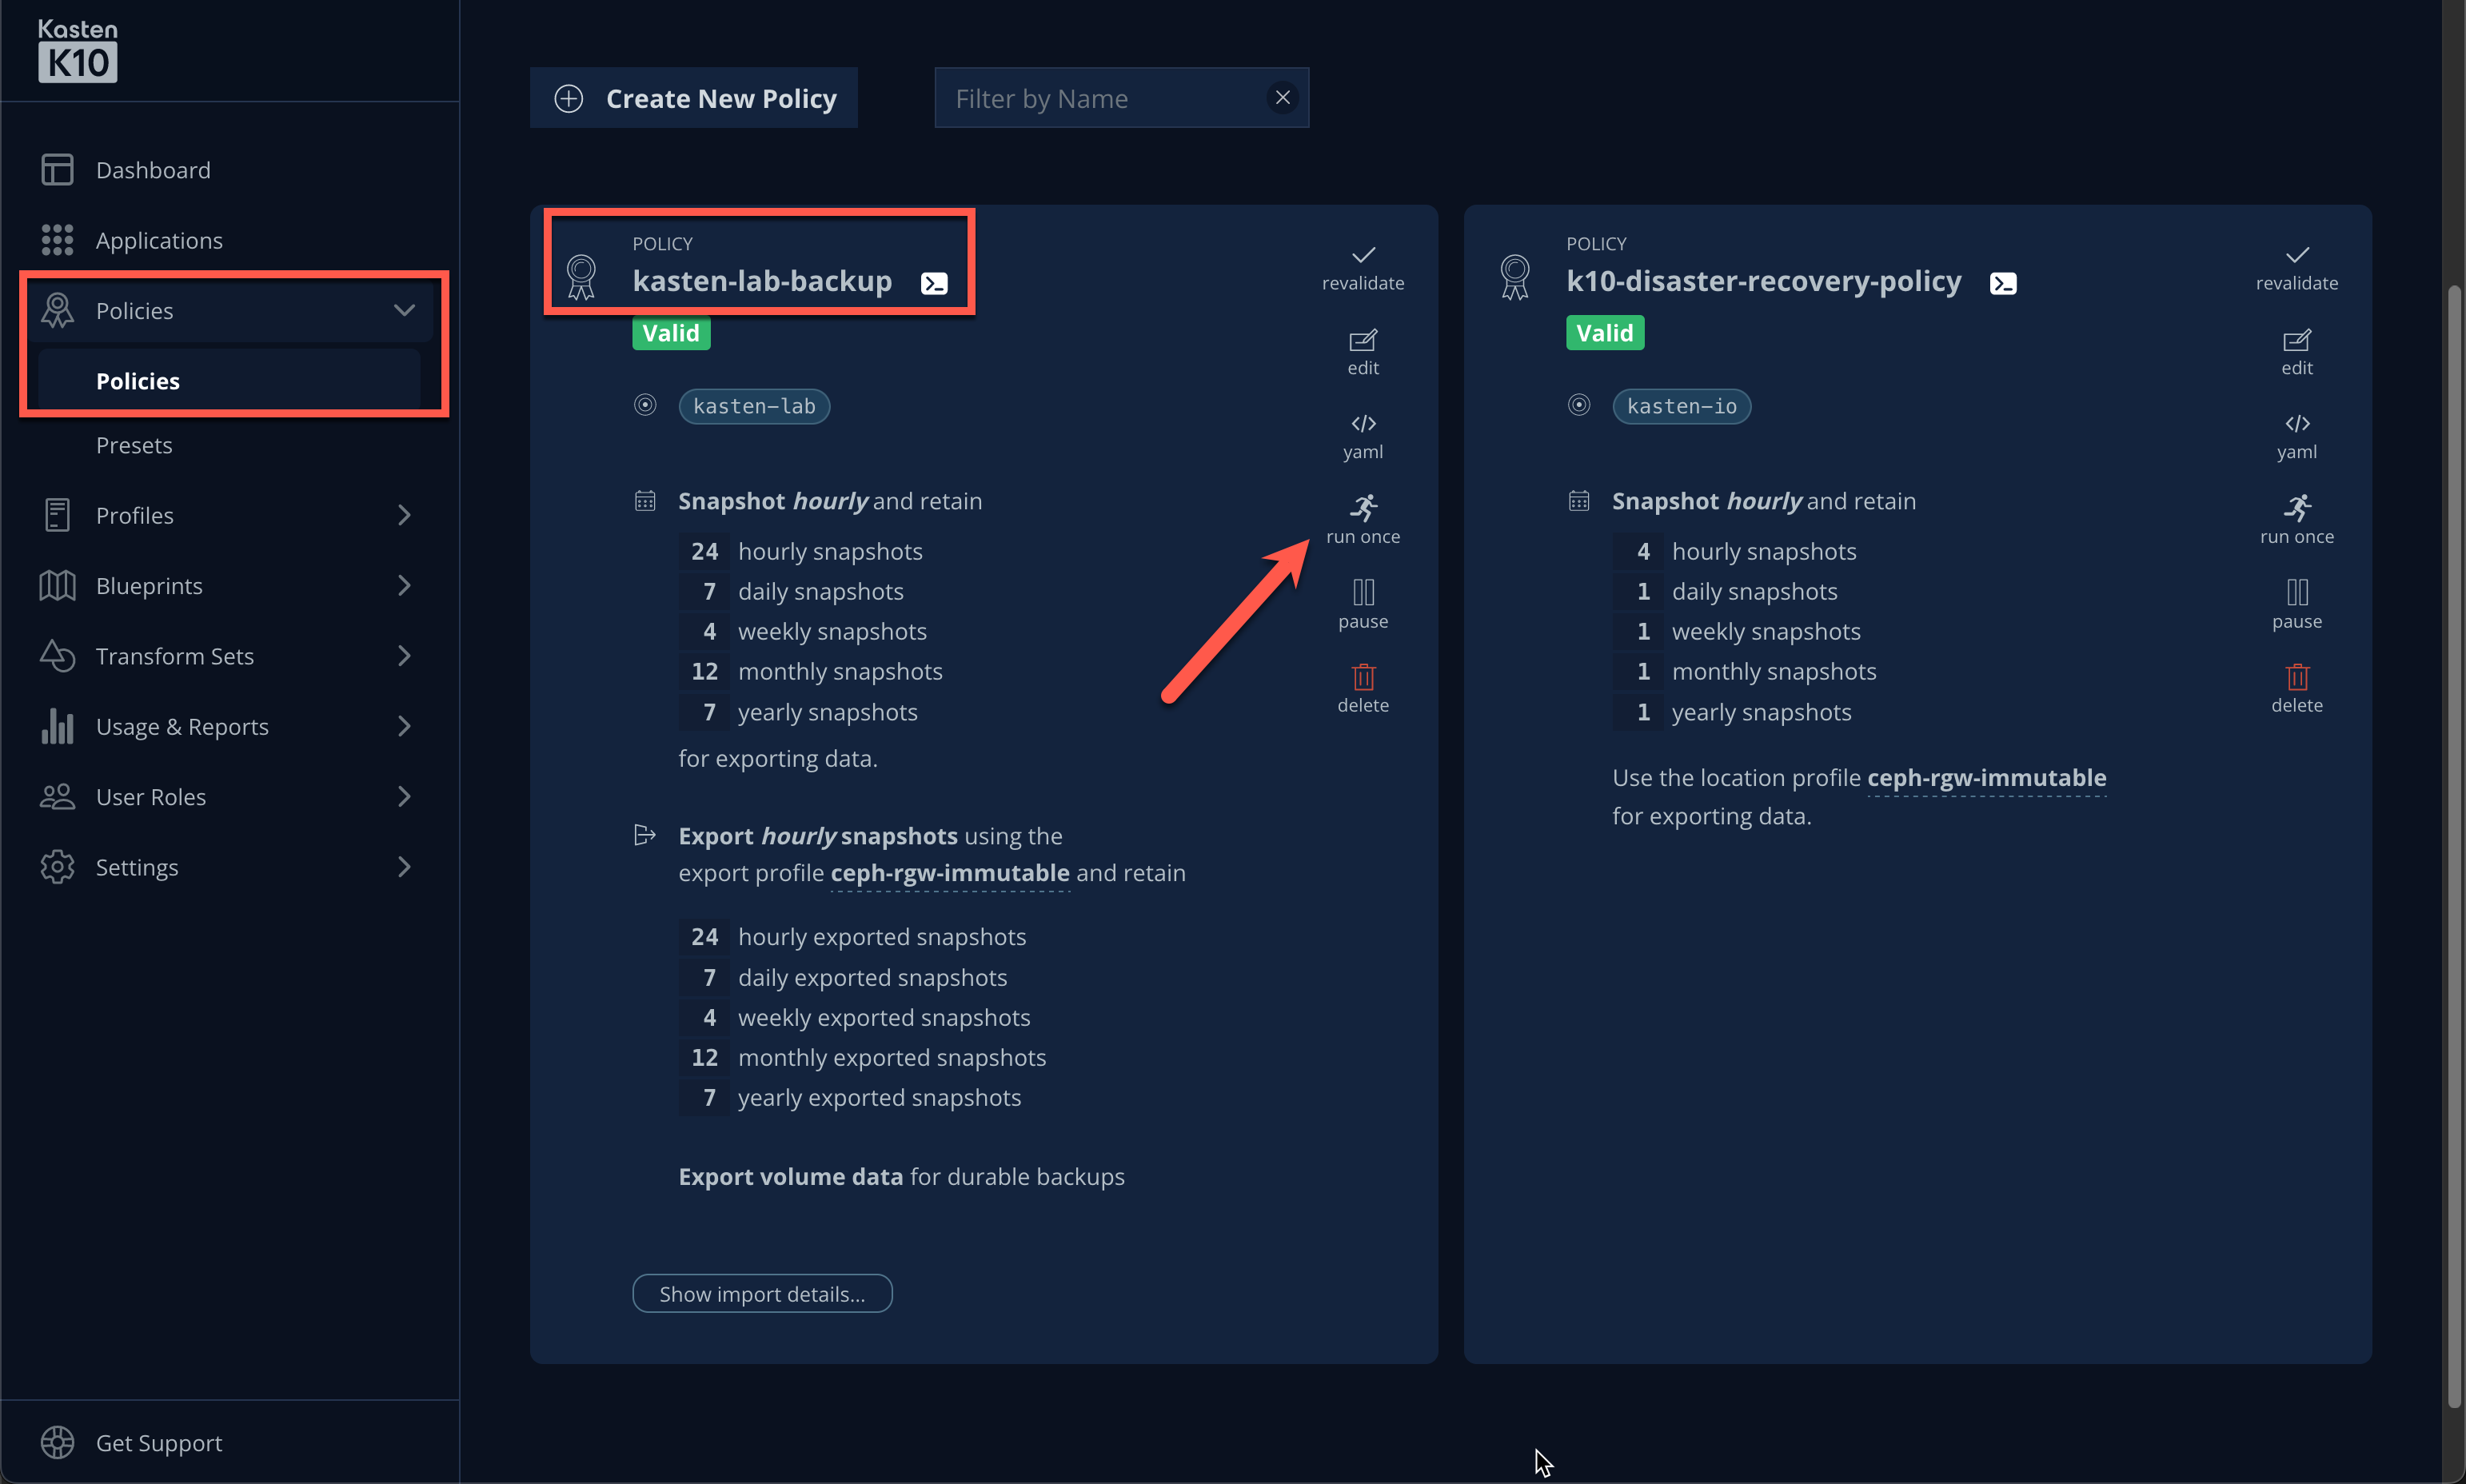 Kasten
K10
Dashboard
Applications
Policies
Policies
Presets
Profiles
Blueprints
Transform Sets
Usage & Reports
User Roles
Settings
Get Support
Create New Policy
Filter by Name
POLICY
kasten-lab-backup
Valid
kasten-lab
Snapshot hourly and retain
24 hourly snapshots
7 daily snapshots
4 weekly snapshots
12 monthly snapshots
7 yearly snapshots
for exporting data.
Export hourly snapshots using the
export profile ceph-rgw-immutable and retain
24 hourly exported snapshots
7 daily exported snapshots
4 weekly exported snapshots
12 monthly exported snapshots
7 yearly exported snapshots
Export volume data for durable backups
Show import details...
revalidate
edit
yaml
run once
pause
delete
POLICY
k10-disaster-recovery-policy
Valid
kasten-io
Snapshot hourly and retain
4 hourly snapshots
1 daily snapshots
1 weekly snapshots
1 monthly snapshots
1 yearly snapshots
Use the location profile ceph-rgw-immutable
for exporting data.
revalidate
edit
yaml
run once
pause
delete